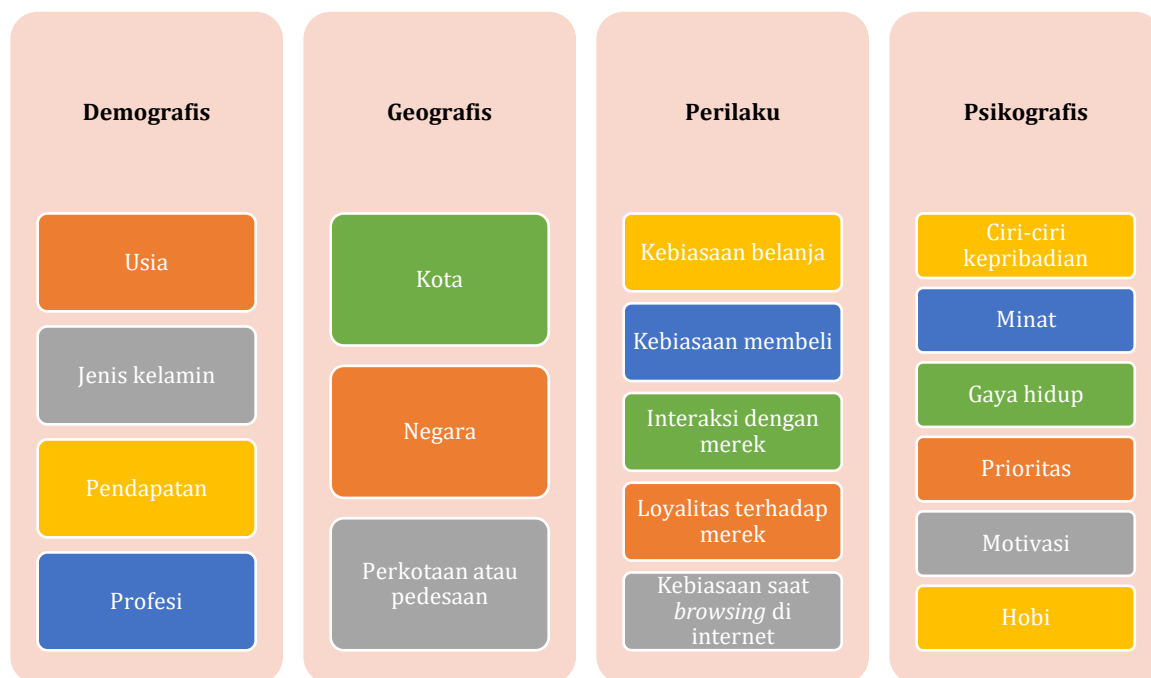 Demografis
Usia
Jenis kelamin
Pendapatan
Profesi
Geografis
Kota
Negara
Perkotaan atau
pedesaan
Perilaku
Kebiasaan belanja
Kebiasaan membeli
Interaksi dengan
merek
Loyalitas terhadap
merek
Kebiasaan saat
browsing di
internet
Psikografis
Ciri-ciri
kepribadian
Minat
Gaya hidup
Prioritas
Motivasi
Hobi